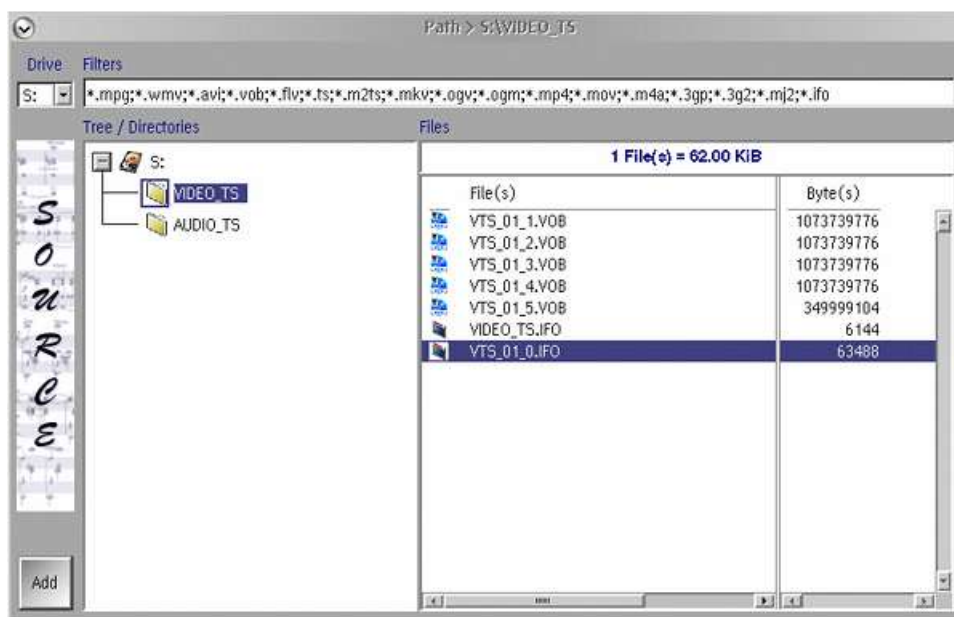 Path > S:\VIDEO_TS
Drive Filters
S: *.mpg;*.wmv;*.avi;*.vob;*.flv;*.ts;*.m2ts;*.mkv;*.ogv;*.ogm;*.mp4;*.mov;*.m4a;*.3gp;*.3g2;*.mj2;*.ifo
Tree / Directories
S:
VIDEO_TS
AUDIO_TS
Files
1 File(s) = 62.00 KiB
File(s) Byte(s)
VTS_01_1.VOB 1073739776
VTS_01_2.VOB 1073739776
VTS_01_3.VOB 1073739776
VTS_01_4.VOB 1073739776
VTS_01_5.VOB 349999104
VIDEO_TS.IFO 6144
VTS_01_0.IFO 63488
SOURCE
Add